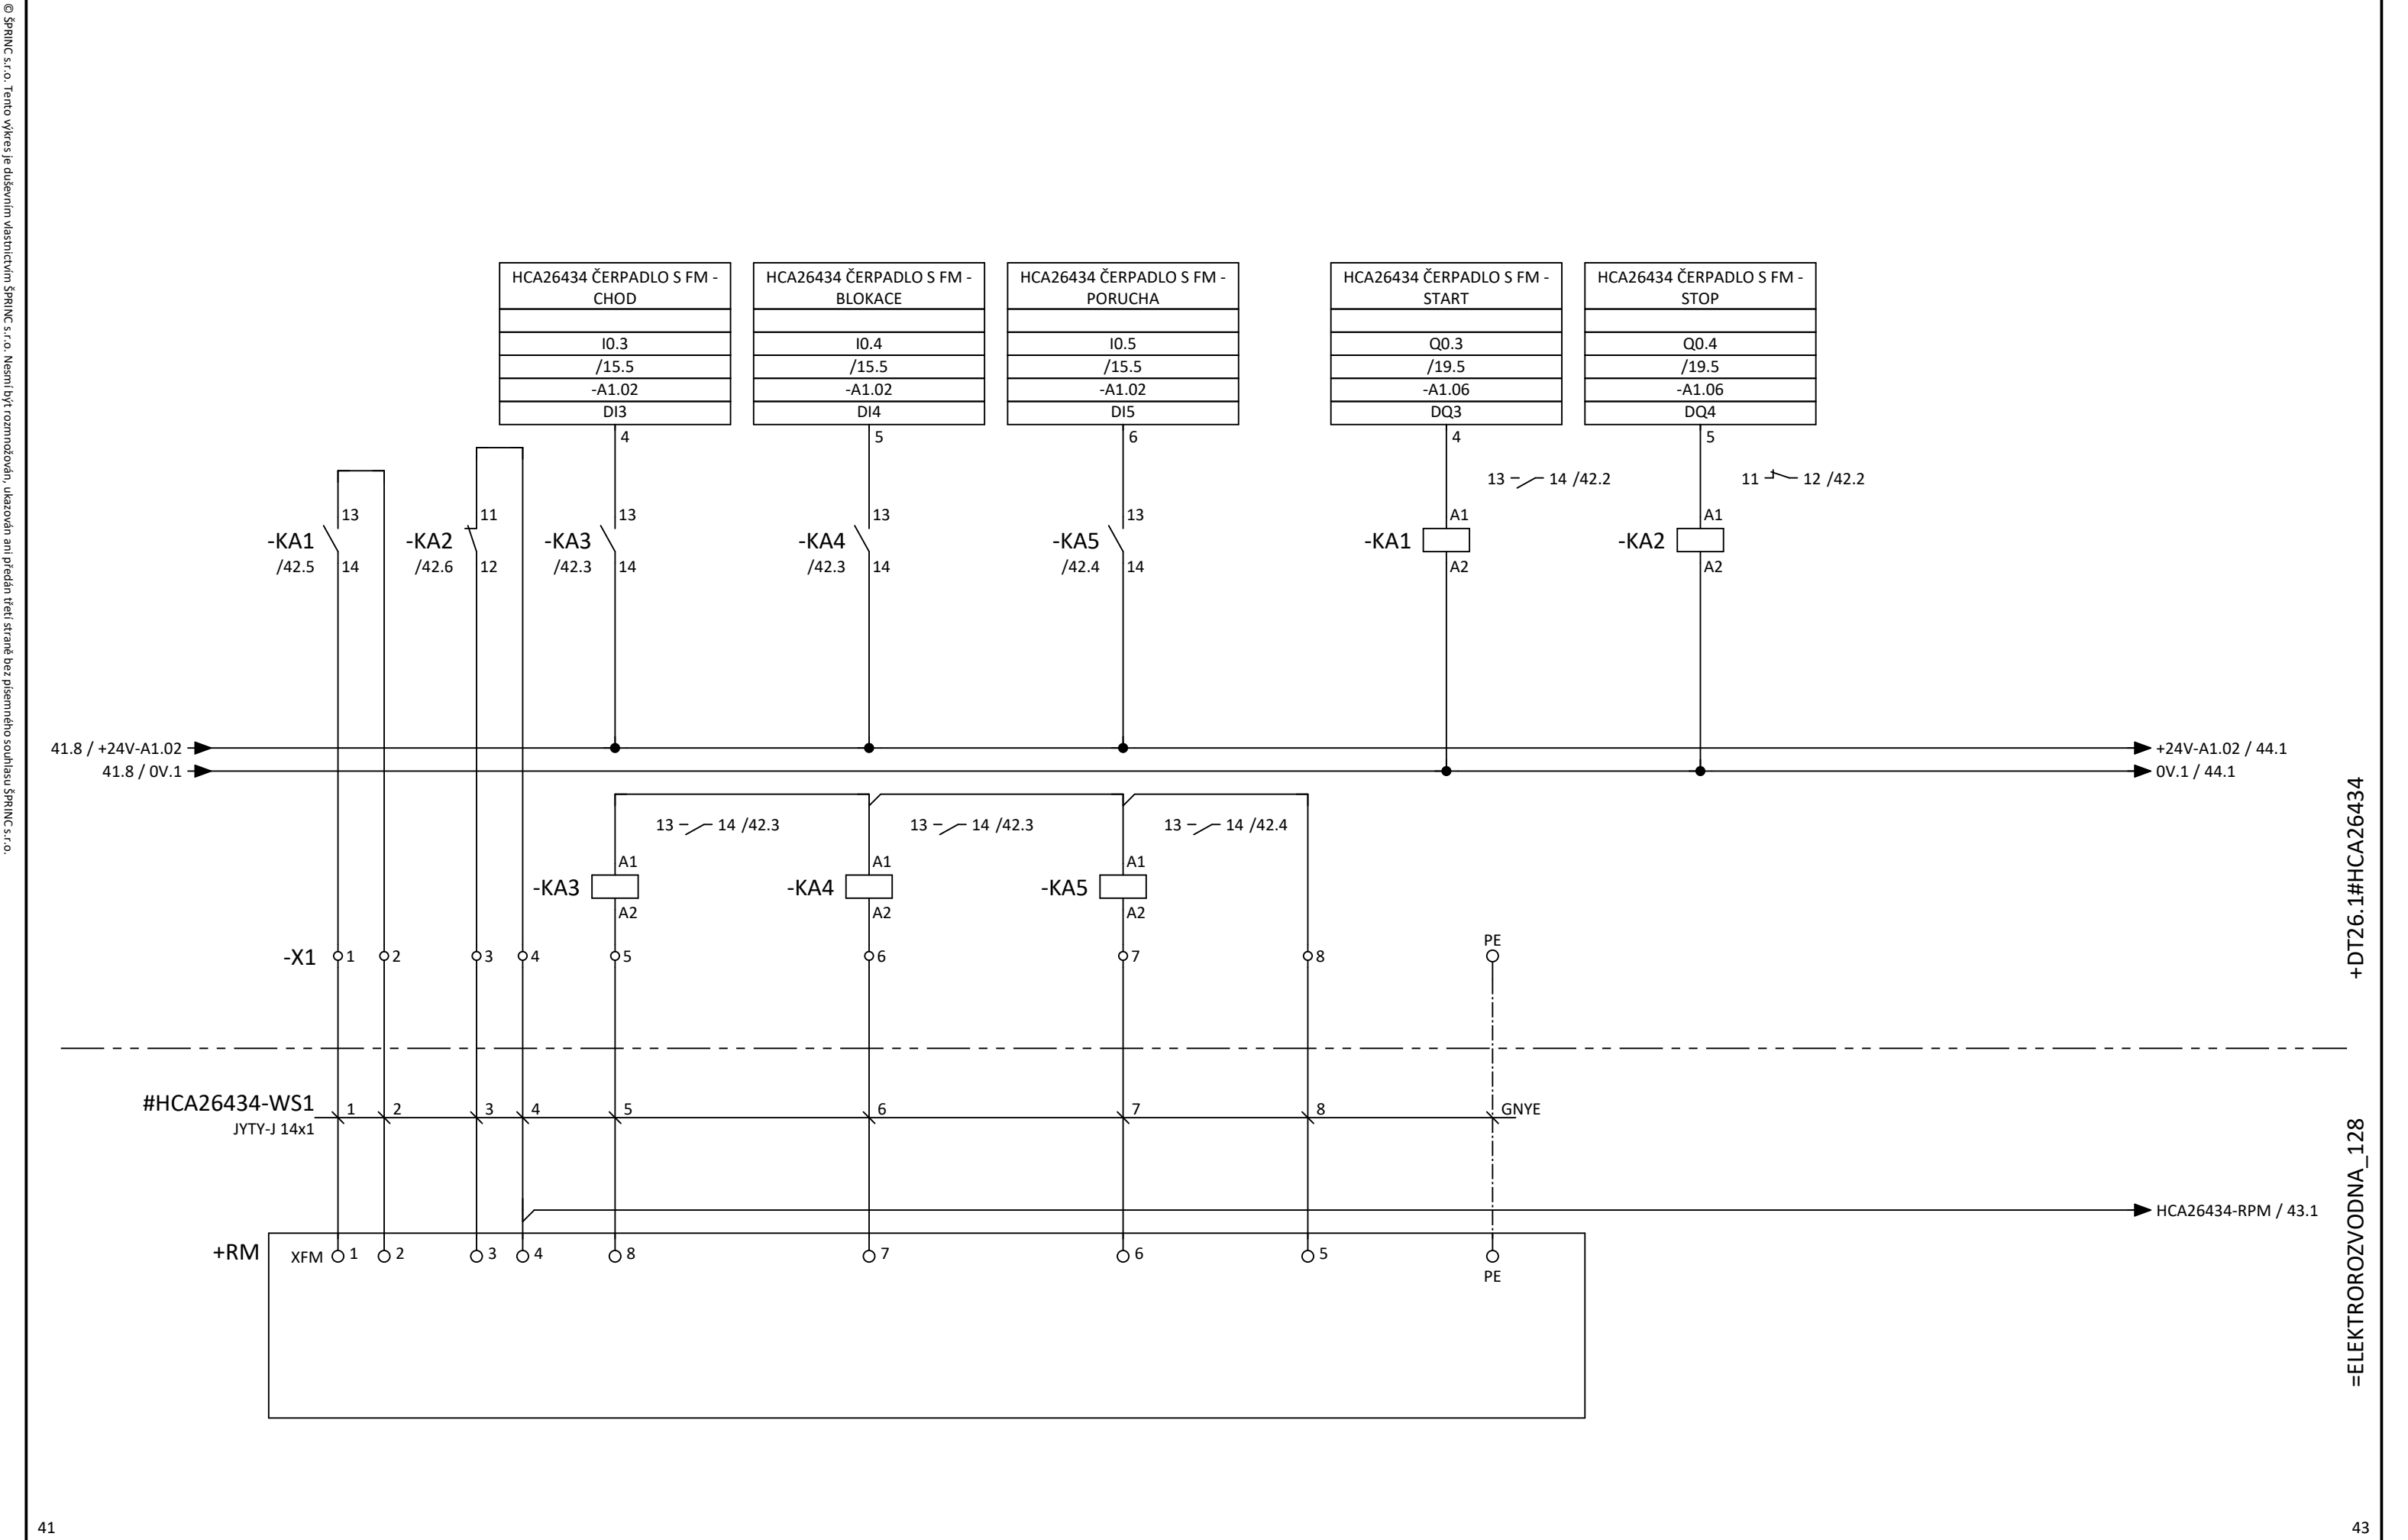 © ŠPRINC s.r.o. Tento výkres je duševním vlastnictvím ŠPRINC s.r.o. Nesmí být rozmnožován, ukazován ani předán třetí straně bez písemného souhlasu ŠPRINC s.r.o.
HCA26434 ČERPADLO S FM -
CHOD
I0.3
/15.5
-A1.02
DI3
4
HCA26434 ČERPADLO S FM -
BLOKACE
I0.4
/15.5
-A1.02
DI4
5
HCA26434 ČERPADLO S FM -
PORUCHA
I0.5
/15.5
-A1.02
DI5
6
HCA26434 ČERPADLO S FM -
START
Q0.3
/19.5
-A1.06
DQ3
4
HCA26434 ČERPADLO S FM -
STOP
Q0.4
/19.5
-A1.06
DQ4
5
13 14 /42.2
11 12 /42.2
13 11 13 13 13 A1 A1
-KA1 -KA2 -KA3 -KA4 -KA5 -KA1 -KA2
/42.5 14 /42.6 12 /42.3 14 /42.3 14 /42.4 14 A2 A2
41.8 / +24V-A1.02 +24V-A1.02 / 44.1
41.8 / 0V.1 0V.1 / 44.1
13 14 /42.3 13 14 /42.3 13 14 /42.4
A1 A1 A1
-KA3 -KA4 -KA5
A2 A2 A2
PE
-X1 1 2 3 4 5 6 7 8
#HCA26434-WS1 1 2 3 4 5 6 7 8 GNYE
JYTY-J 14x1
HCA26434-RPM / 43.1
+RM XFM 1 2 3 4 8 7 6 5
PE
+DT26.1#HCA26434
=ELEKTROROZVODNA_128
41 43